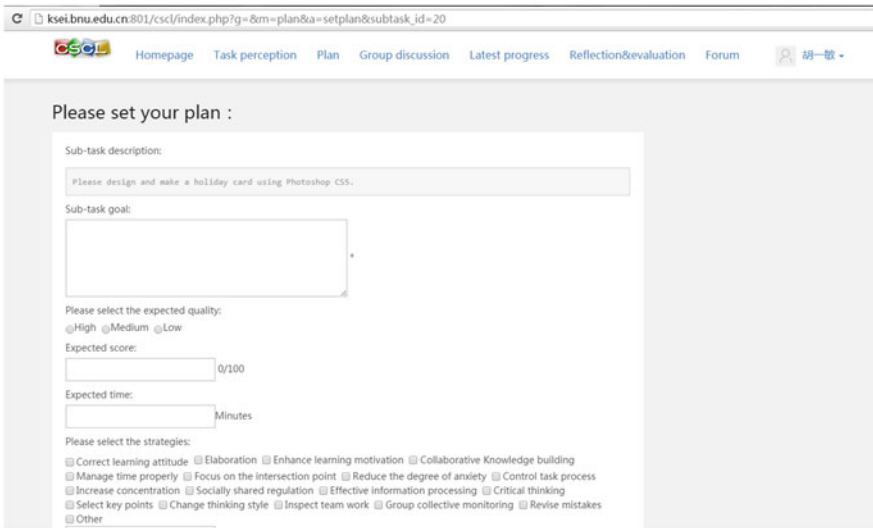 ksei.bnu.edu.cn:801/cscl/index.php?g=&m=plan&a=setplan&subtask_id=20
CSCL Homepage Task perception Plan Group discussion Latest progress Reflection&evaluation Forum 胡一敏
Please set your plan：
Sub-task description:
Please design and make a holiday card using Photoshop CS5.
Sub-task goal:
*
Please select the expected quality:
High Medium Low
Expected score:
0/100
Expected time:
Minutes
Please select the strategies:
Correct learning attitude Elaboration Enhance learning motivation Collaborative Knowledge building
Manage time properly Focus on the intersection point Reduce the degree of anxiety Control task process
Increase concentration Socially shared regulation Effective information processing Critical thinking
Select key points Change thinking style Inspect team work Group collective monitoring Revise mistakes
Other